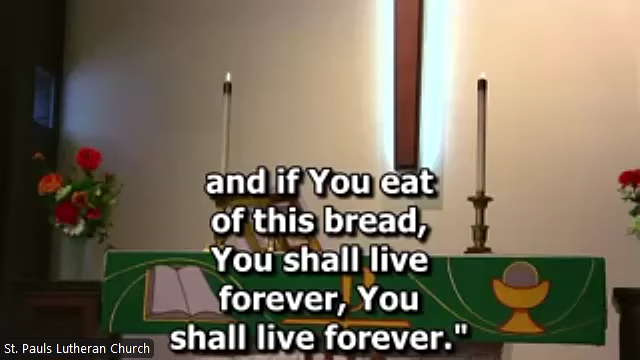 and if You eat
of this bread,
You shall live
forever, You
shall live forever."
St. Pauls Lutheran Church